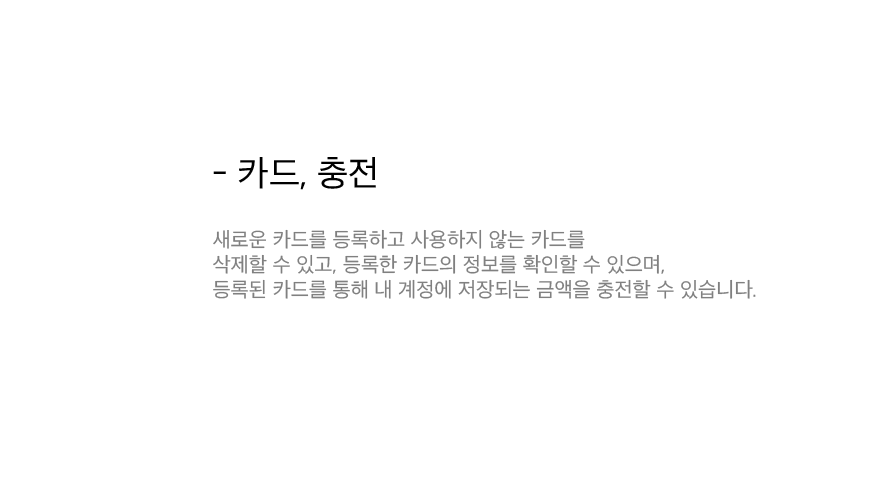 - 카드, 충전
새로운 카드를 등록하고 사용하지 않는 카드를
삭제할 수 있고, 등록한 카드의 정보를 확인할 수 있으며,
등록된 카드를 통해 내 계정에 저장되는 금액을 충전할 수 있습니다.